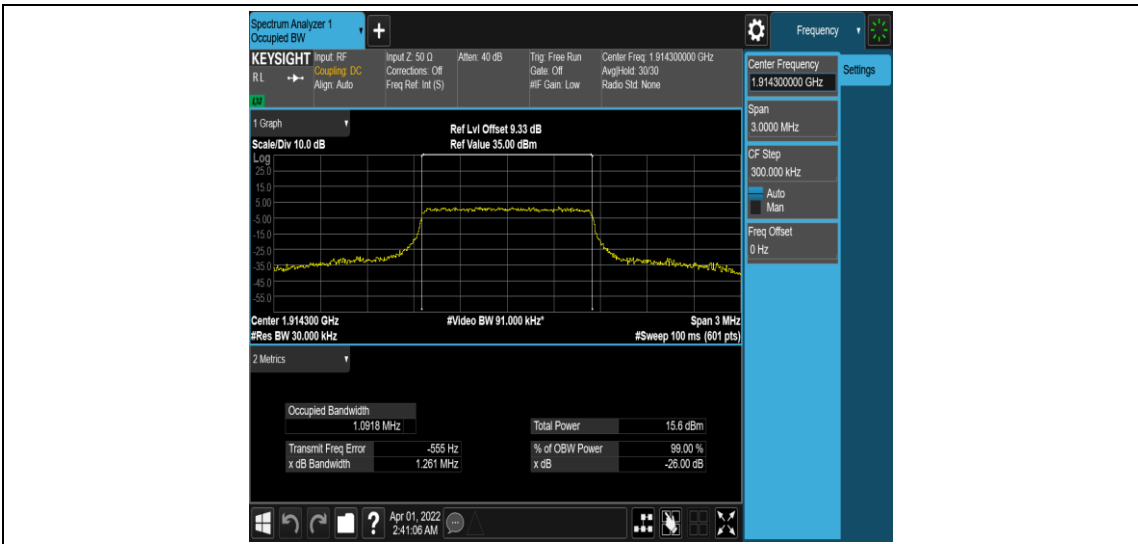 Spectrum Analyzer 1
Occupied BW
+
Frequency
KEYSIGHT
R L
LXI
Input: RF
Coupling: DC
Align: Auto
Input Z: 50 Ω
Corrections: Off
Freq Ref: Int (S)
Atten: 40 dB
Trig: Free Run
Gate: Off
#IF Gain: Low
Center Freq: 1.914300000 GHz
Avg|Hold: 30/30
Radio Std: None
Center Frequency
1.914300000 GHz
Settings
Span
3.0000 MHz
CF Step
300.000 kHz
Auto
Man
Freq Offset
0 Hz
1 Graph
Scale/Div 10.0 dB
Ref Lvl Offset 9.33 dB
Ref Value 35.00 dBm
Log
25.0
15.0
5.00
-5.00
-15.0
-25.0
-35.0
-45.0
-55.0
Center 1.914300 GHz
#Video BW 91.000 kHz*
Span 3 MHz
#Res BW 30.000 kHz
#Sweep 100 ms (601 pts)
2 Metrics
Occupied Bandwidth
1.0918 MHz
Total Power 15.6 dBm
Transmit Freq Error -555 Hz
% of OBW Power 99.00 %
x dB Bandwidth 1.261 MHz
x dB -26.00 dB
?
Apr 01, 2022
2:41:06 AM